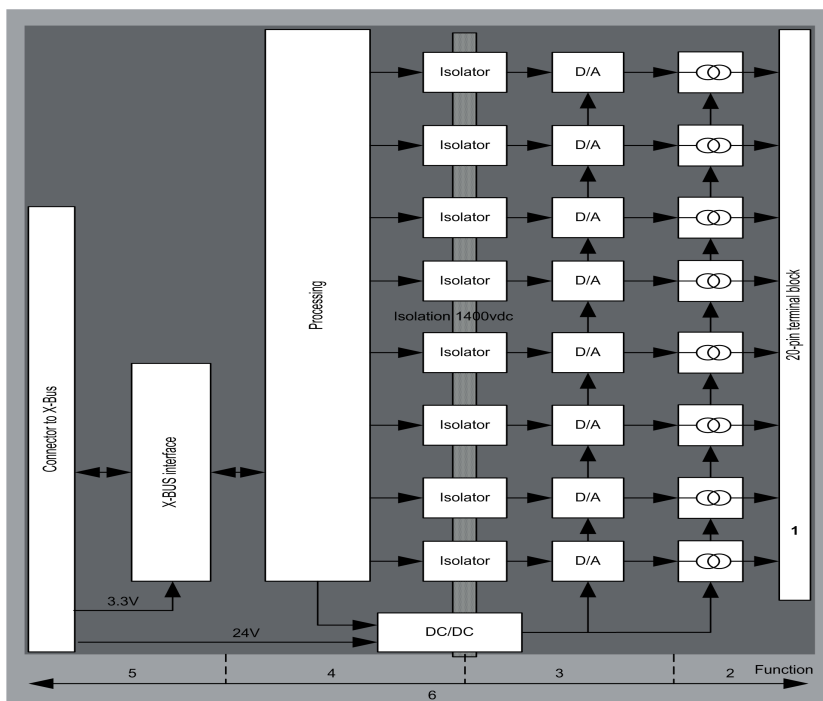 Isolator D/A
Isolator D/A
Isolator D/A
Isolator D/A
Isolation 1400vdc
Isolator D/A
Isolator D/A
Isolator D/A
Isolator D/A
Connector to X-Bus
X-BUS interface
Processing
20-pin terminal block
1
3.3V
24V
DC/DC
5 4 3 2 Function
6